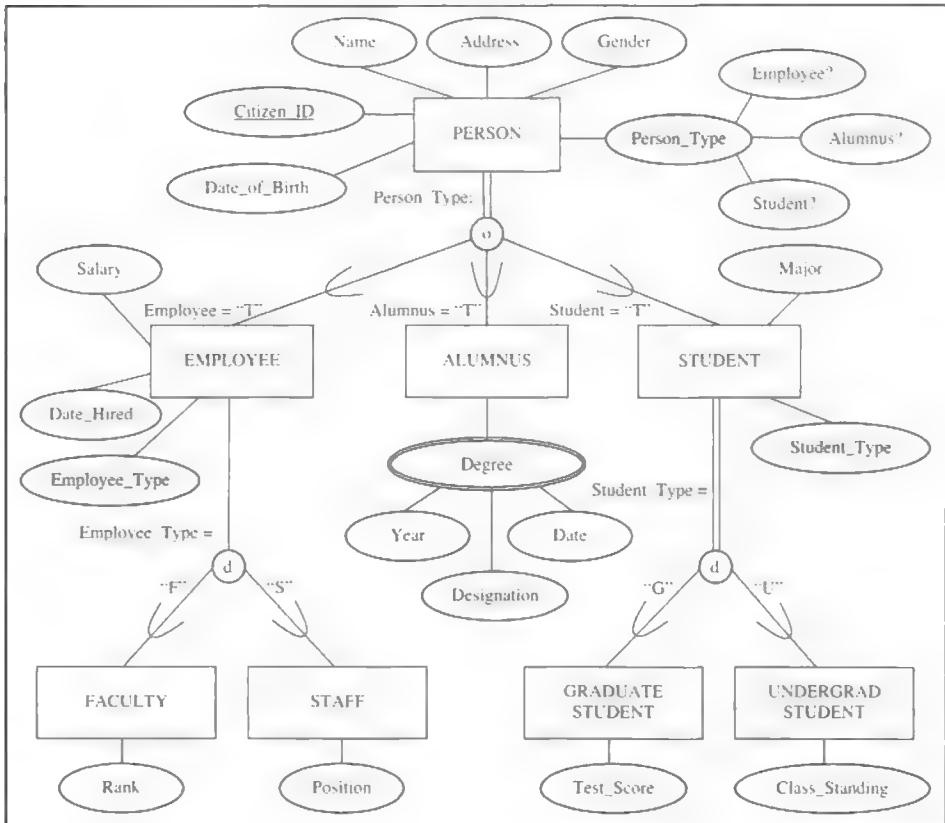 Name
Address
Gender
Employee?
Citizen_ID
PERSON
Person_Type
Alumnus?
Date_of_Birth
Person Type:
Student?
o
Salary
Major
Employee = "T"
Alumnus = "T"
Student = "T"
EMPLOYEE
ALUMNUS
STUDENT
Date_Hired
Student_Type
Employee_Type
Degree
Student Type =
Year
Date
Employee Type =
d
d
Designation
"F"
"S"
"G"
"U"
FACULTY
STAFF
GRADUATE
STUDENT
UNDERGRAD
STUDENT
Rank
Position
Test_Score
Class_Standing